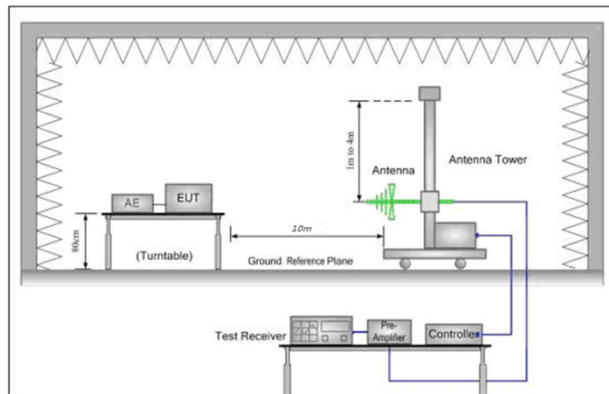 1m to 4m
Antenna
Antenna Tower
AE
EUT
80cm
(Turntable)
10m
Ground Reference Plane
Test Receiver
Pre-
Amplifier
Controller